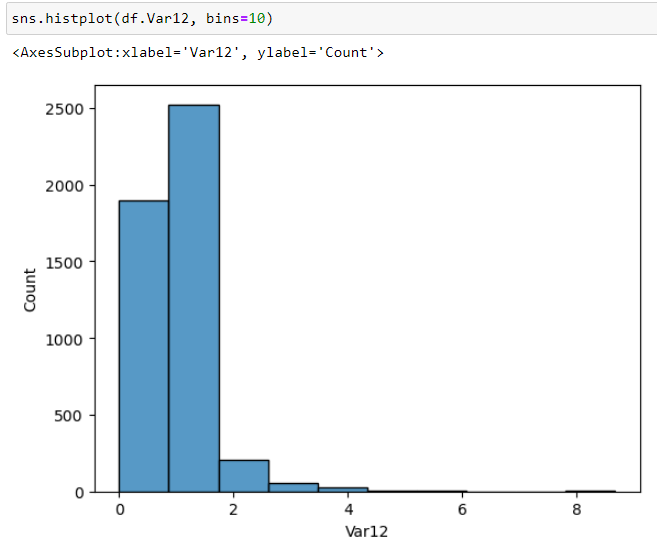 sns.histplot(df.Var12, bins=10)
<AxesSubplot:xlabel='Var12', ylabel='Count'>
2500
2000
1500
1000
500
0
Count
0 2 4 6 8
Var12